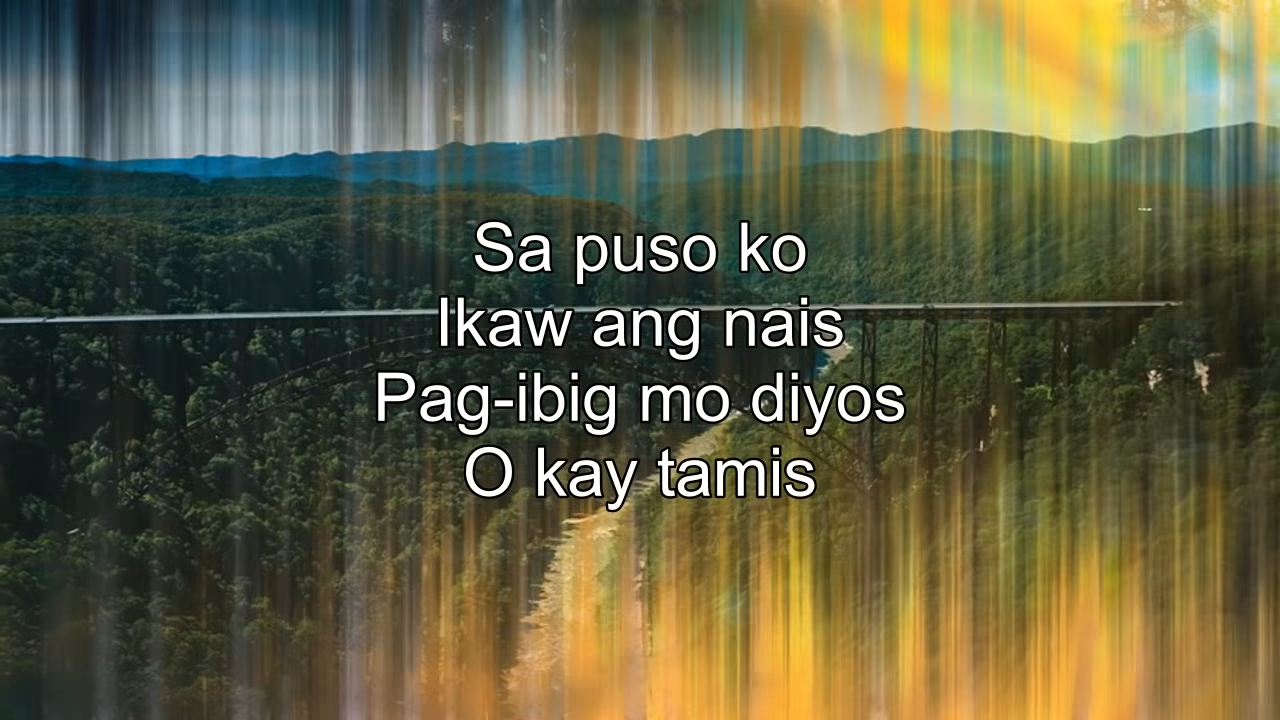 Sa puso ko
Ikaw ang nais
Pag-ibig mo diyos
O kay tamis